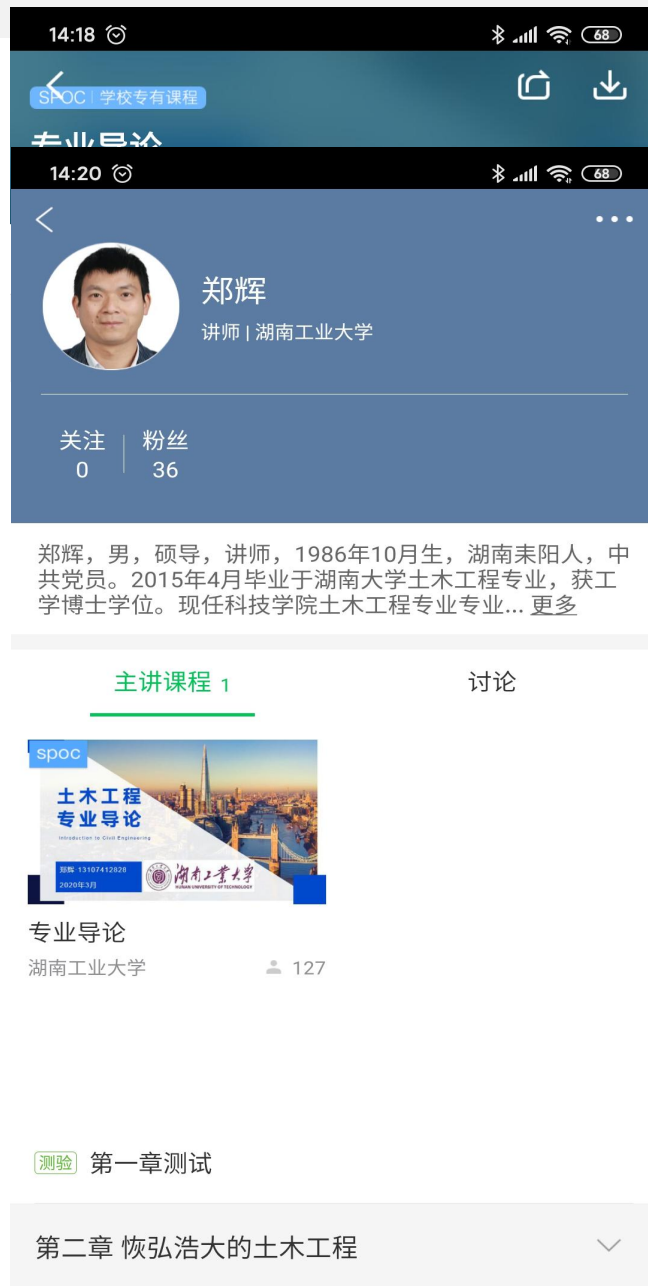 14:18
68
SPOC | 学校专有课程
专业导论
14:20
68
郑辉
讲师 | 湖南工业大学
关注
粉丝
0
36
郑辉，男，硕导，讲师，1986年10月生，湖南耒阳人，中
共党员。2015年4月毕业于湖南大学土木工程专业，获工
学博士学位。现任科技学院土木工程专业专业... 更多
主讲课程 1
讨论
spoc
土木工程
专业导论
Introduction to Civil Engineering
郑辉 13107412828
2020年3月
湖南工业大学
HUNAN UNIVERSITY OF TECHNOLOGY
专业导论
湖南工业大学
127
测验 第一章测试
第二章 恢弘浩大的土木工程